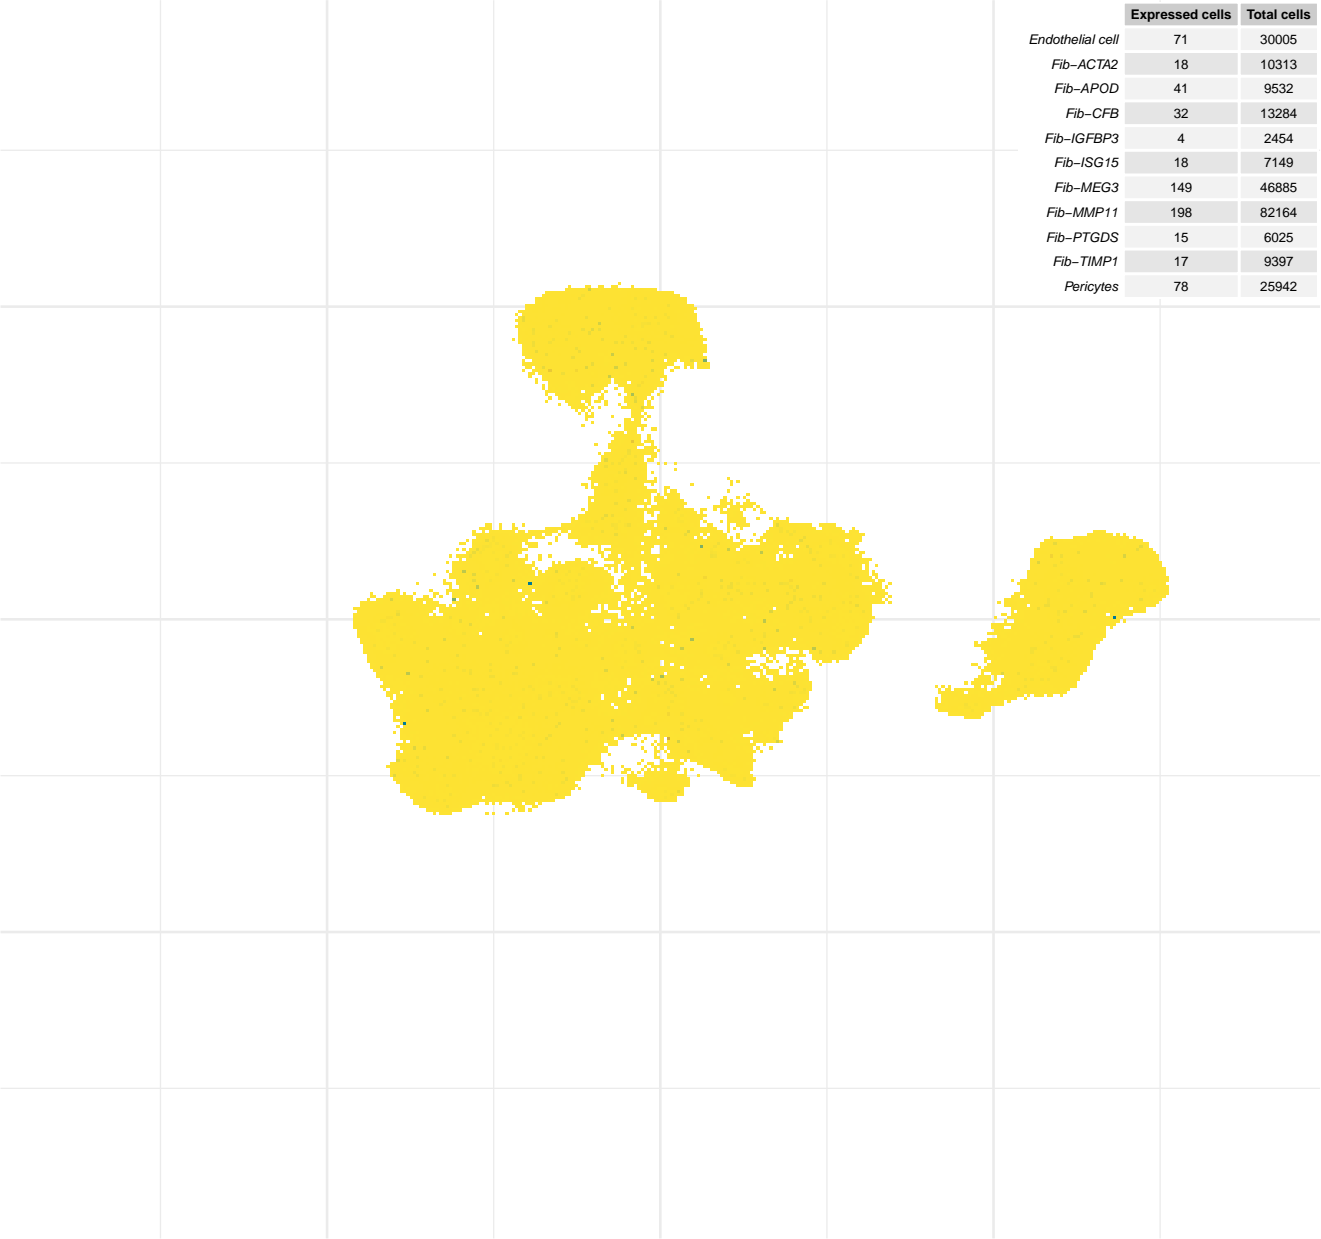 Expressed cells Total cells
Endothelial cell 71 30005
Fib−ACTA2 18 10313
Fib−APOD 41 9532
Fib−CFB 32 13284
Fib−IGFBP3 4 2454
Fib−ISG15 18 7149
Fib−MEG3 149 46885
Fib−MMP11 198 82164
Fib−PTGDS 15 6025
Fib−TIMP1 17 9397
Pericytes 78 25942